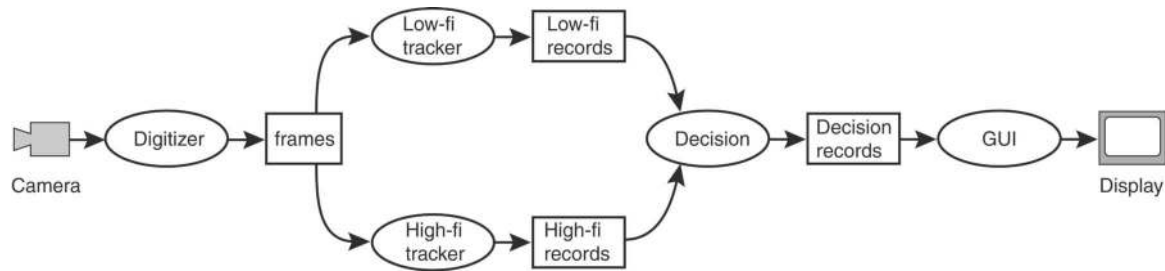 Camera
Digitizer
frames
Low-fi
tracker
Low-fi
records
High-fi
tracker
High-fi
records
Decision
Decision
records
GUI
Display